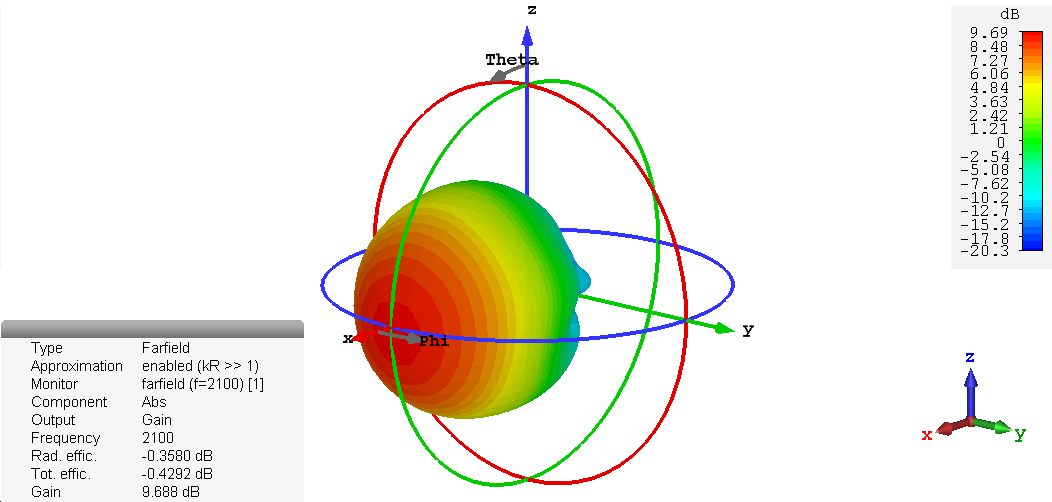 z
dB
Theta
9.69
8.48
7.27
6.06
4.84
3.63
2.42
1.21
0
-2.54
-5.08
-7.62
-10.2
-12.7
-15.2
-17.8
-20.3
y
x
Phi
Type Farfield
Approximation enabled (kR >> 1)
Monitor farfield (f=2100) [1]
Component Abs
Output Gain
Frequency 2100
Rad. effic. -0.3580 dB
Tot. effic. -0.4292 dB
Gain 9.688 dB
z
x
y